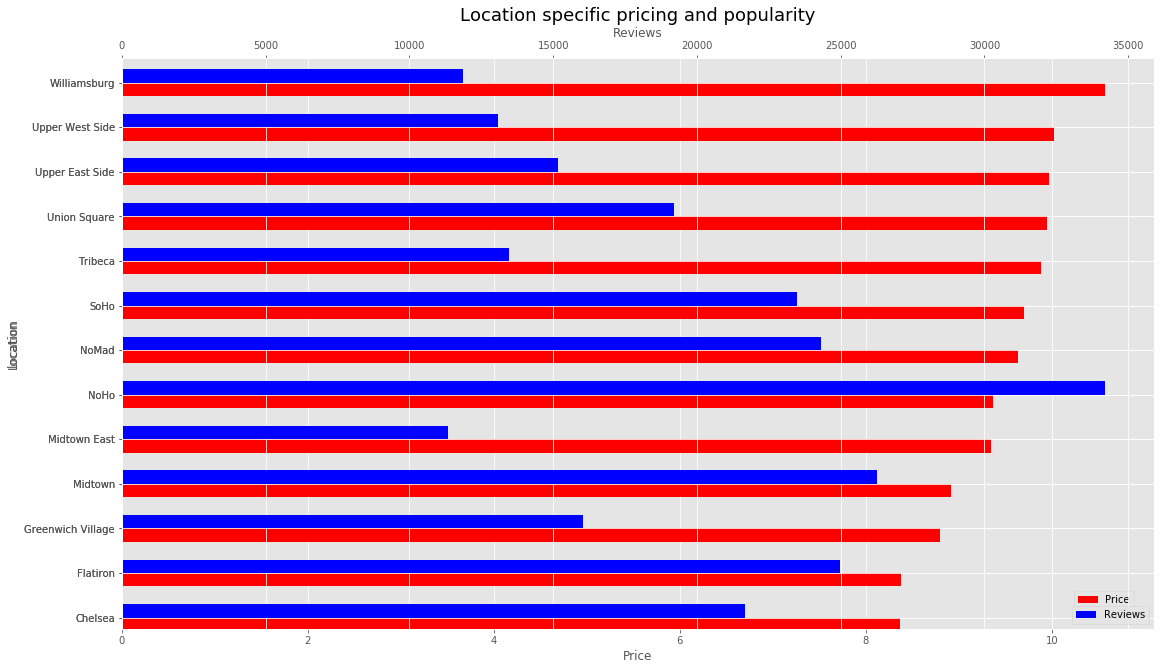 Location specific pricing and popularity
Reviews
0 5000 10000 15000 20000 25000 30000 35000
Williamsburg
Upper West Side
Upper East Side
Union Square
Tribeca
SoHo
NoMad
NoHo
Midtown East
Midtown
Greenwich Village
Flatiron
Chelsea
Location
Price
Reviews
0 2 4 6 8 10
Price